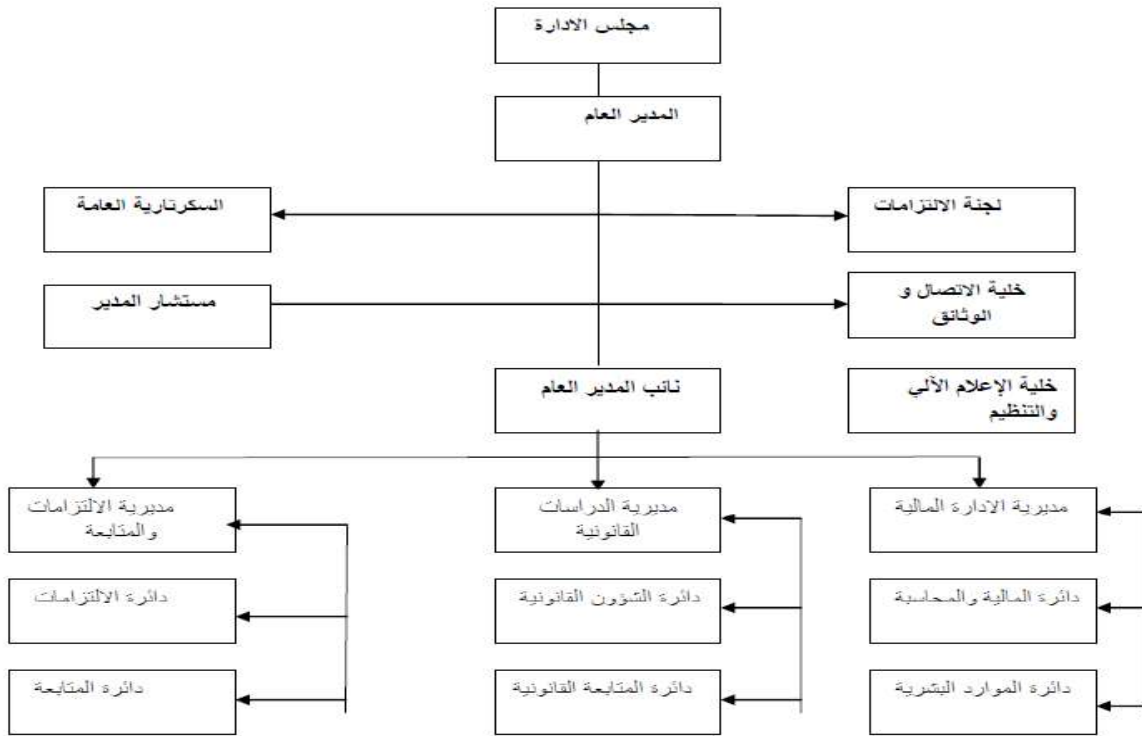 مجلس الادارة
المدير العام
لجنة الالتزامات
السكرتارية العامة
خلية الاتصال و
الوثائق
مستشار المدير
خلية الإعلام الآلي
والتنظيم
نائب المدير العام
مديرية الادارة المالية
مديرية الدراسات
القانونية
مديرية الالتزامات
والمتابعة
دائرة المالية والمحاسبة
دائرة الشؤون القانونية
دائرة الالتزامات
دائرة الموارد البشرية
دائرة المتابعة القانونية
دائرة المتابعة